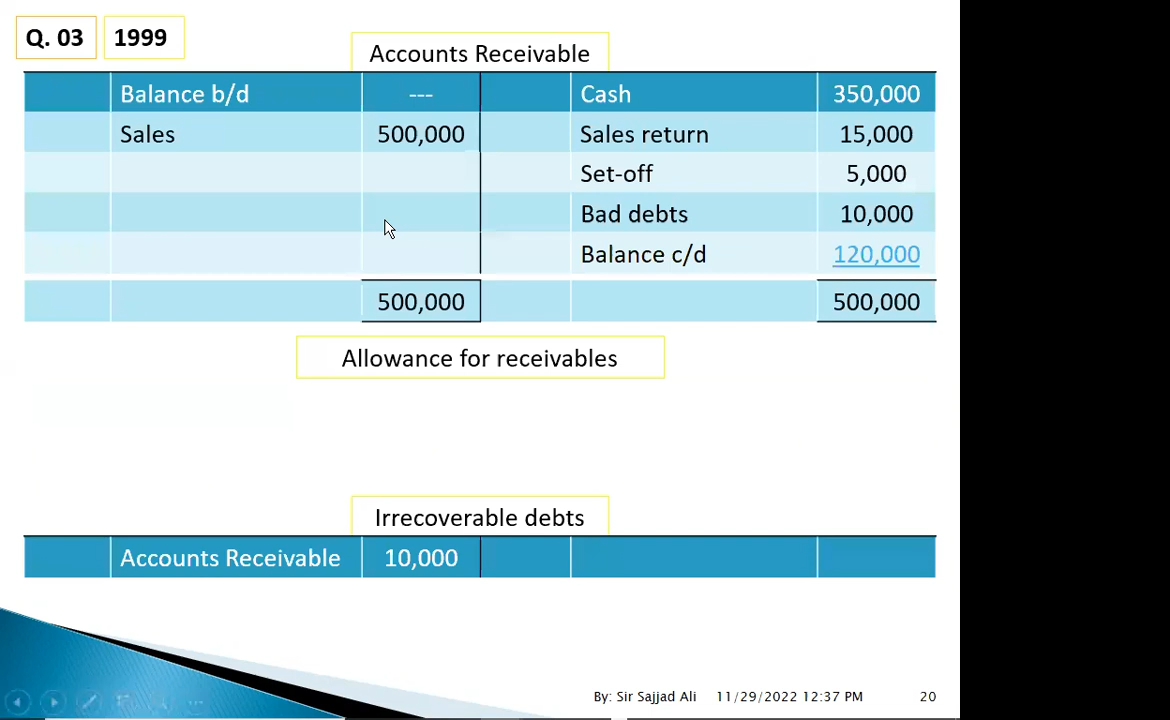 Q. 03 1999
Accounts Receivable
Balance b/d --- Cash 350,000
Sales 500,000 Sales return 15,000
Set-off 5,000
Bad debts 10,000
Balance c/d 120,000
500,000 500,000
Allowance for receivables
Irrecoverable debts
Accounts Receivable 10,000
By: Sir Sajjad Ali 11/29/2022 12:37 PM 20